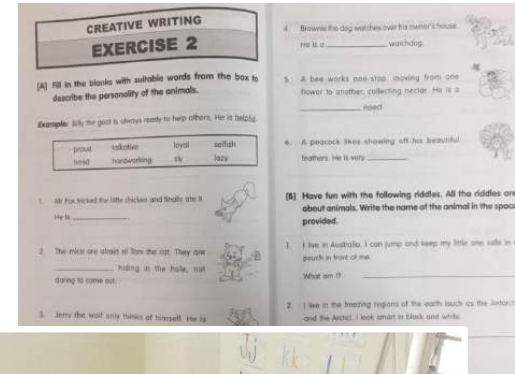 CREATIVE WRITING
EXERCISE 2
(A) Fill in the blanks with suitable words from the box to
describe the personality of the animals.
Example: Billy the goat is always ready to help others. He is helpful.
proud talkative loyal selfish
timid hardworking sly lazy
1. Mr Fox tricked the little chicken and finally ate it.
He is
2. The mice are afraid of Tom the cat. They are
hiding in the hole, not
daring to come out.
3. Jerry the wolf only thinks of himself. He is
4. Brownie the dog watches over his owner's house.
He is a watchdog.
5. A bee works non-stop, moving from one
flower to another, collecting nectar. He is a
insect.
6. A peacock likes showing off his beautiful
feathers. He is very
(B) Have fun with the following riddles. All the riddles are
about animals. Write the name of the animal in the space
provided.
1. I live in Australia. I can jump and keep my little one safe in
pouch in front of me.
What am I?
2. I live in the freezing regions of the earth (such as the
and the Arctic). I look smart in black and white.
Jj